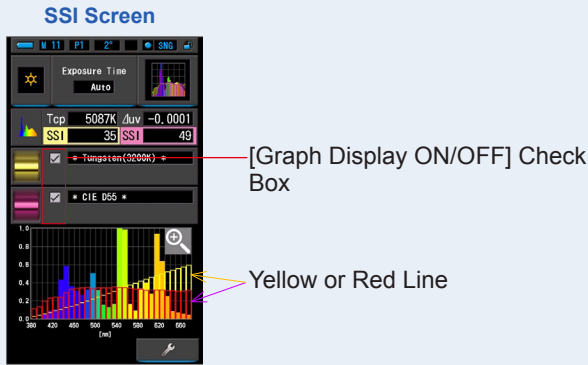 SSI Screen
M 11 P1 2° SNG
Exposure Time
Auto
Tcp 5087K ⊿uv -0.0001
SSI 35 SSI 49
* Tungsten(3200K) *
[Graph Display ON/OFF] Check
Box
* CIE D55 *
1.0
0.8
0.6
0.4
0.2
0.0
Yellow or Red Line
380 420 460 500 540 580 620 660
[nm]